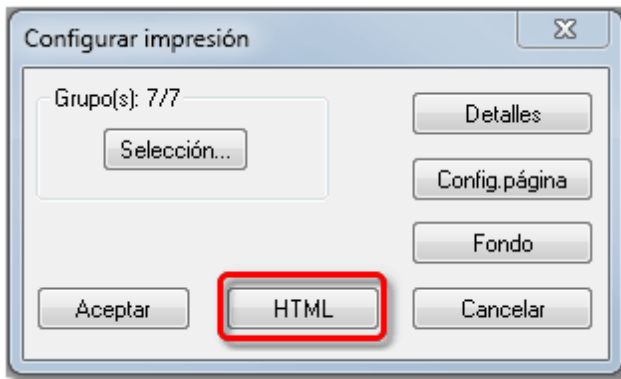 Configurar impresión
Grupo(s): 7/7
Selección...
Detalles
Config.página
Fondo
Aceptar
HTML
Cancelar